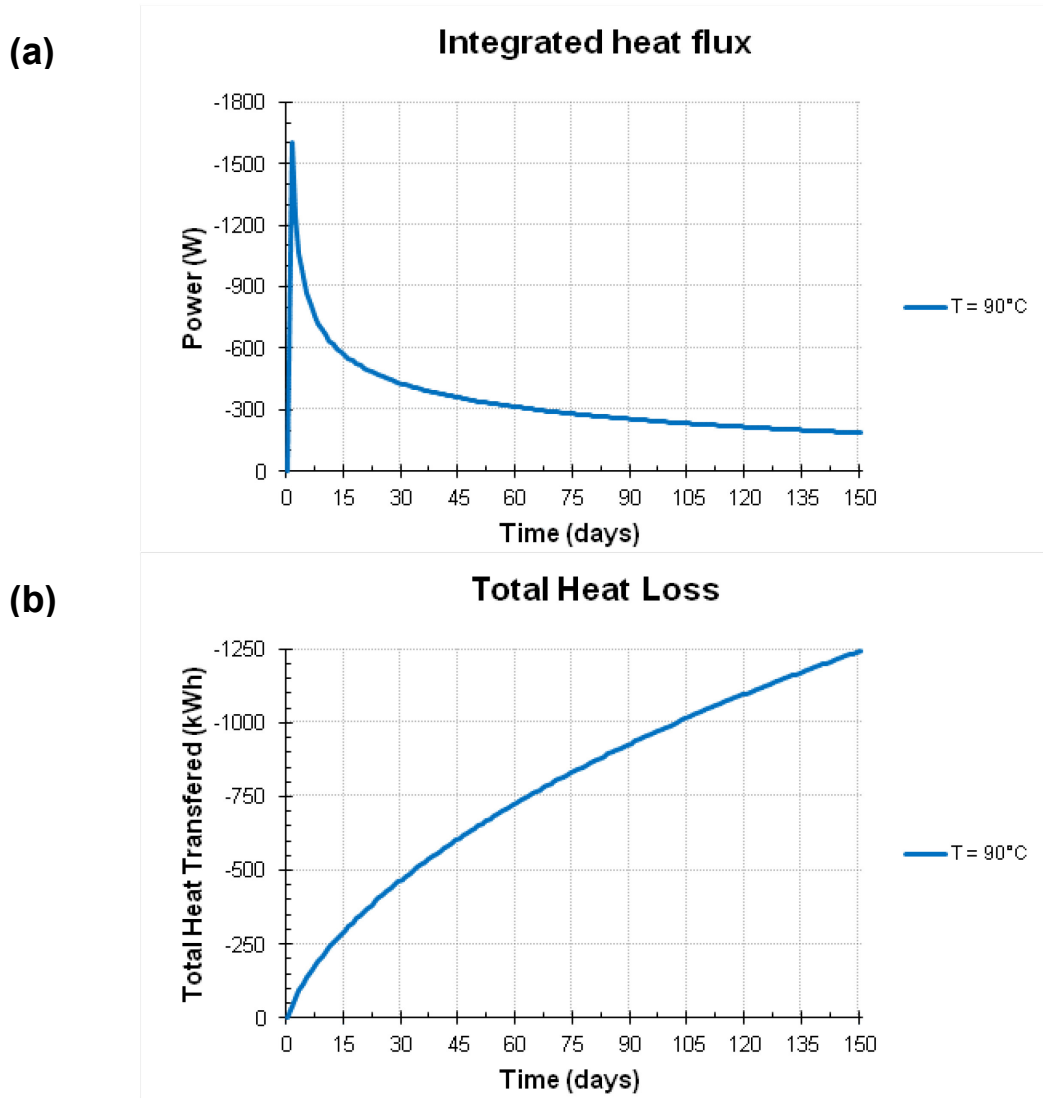 (a)
Integrated heat flux
Power (W)
-1800
-1500
-1200
-900
-600
-300
0
0 15 30 45 60 75 90 105 120 135 150
Time (days)
T = 90°C
(b)
Total Heat Loss
Total Heat Transfered (kWh)
-1250
-1000
-750
-500
-250
0
0 15 30 45 60 75 90 105 120 135 150
Time (days)
T = 90°C